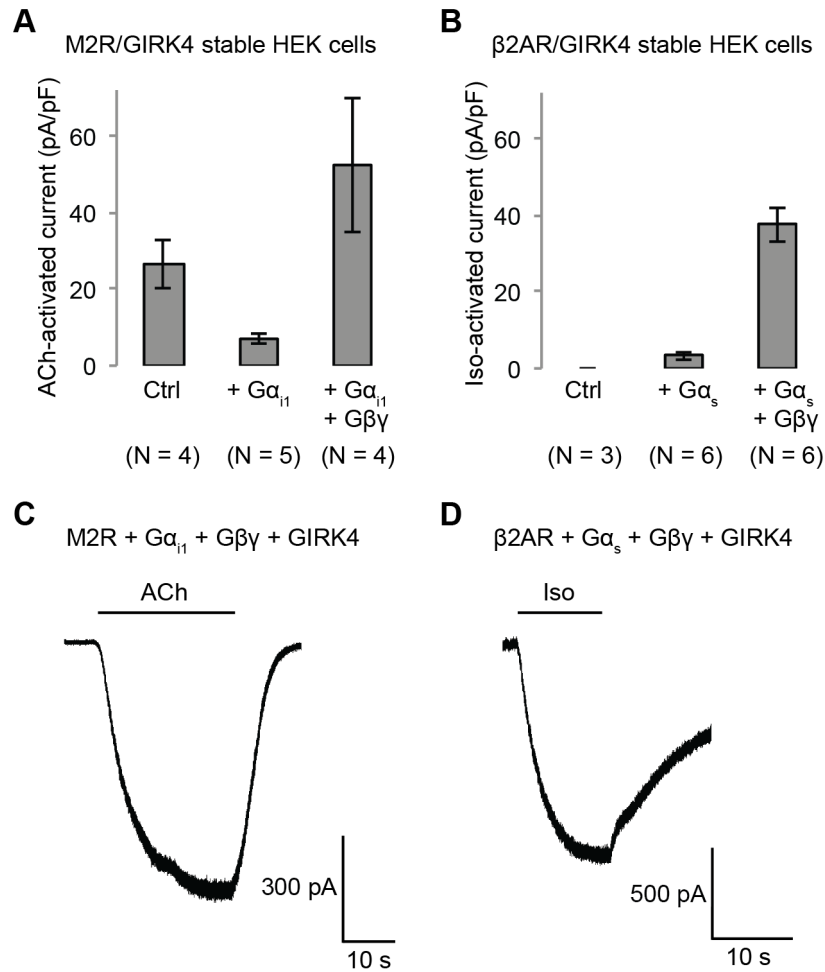 A
M2R/GIRK4 stable HEK cells
ACh-activated current (pA/pF)
60
40
20
0
Ctrl
+ Gαi1
+ Gαi1
+ Gβγ
(N = 4)
(N = 5)
(N = 4)
B
β2AR/GIRK4 stable HEK cells
Iso-activated current (pA/pF)
60
40
20
0
Ctrl
+ Gαs
+ Gαs
+ Gβγ
(N = 3)
(N = 6)
(N = 6)
C
M2R + Gαi1 + Gβγ + GIRK4
ACh
300 pA
10 s
D
β2AR + Gαs + Gβγ + GIRK4
Iso
500 pA
10 s